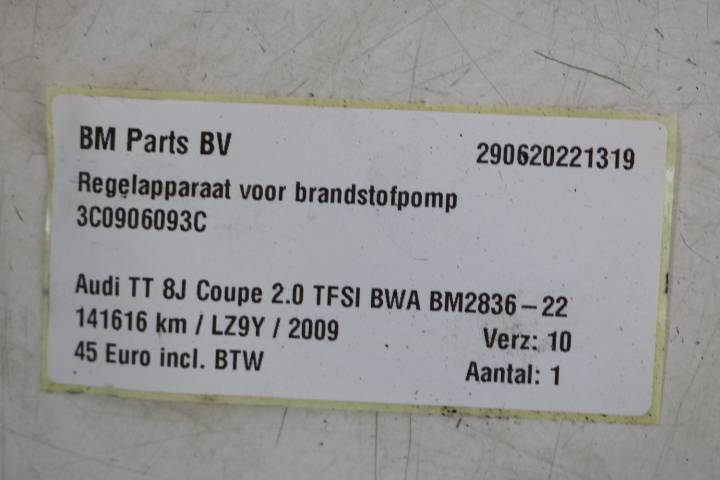 BM Parts BV 290620221319
Regelapparaat voor brandstofpomp
3C0906093C
Audi TT 8J Coupe 2.0 TFSI BWA BM2836-22
141616 km / LZ9Y / 2009 Verz: 10
45 Euro incl. BTW Aantal: 1